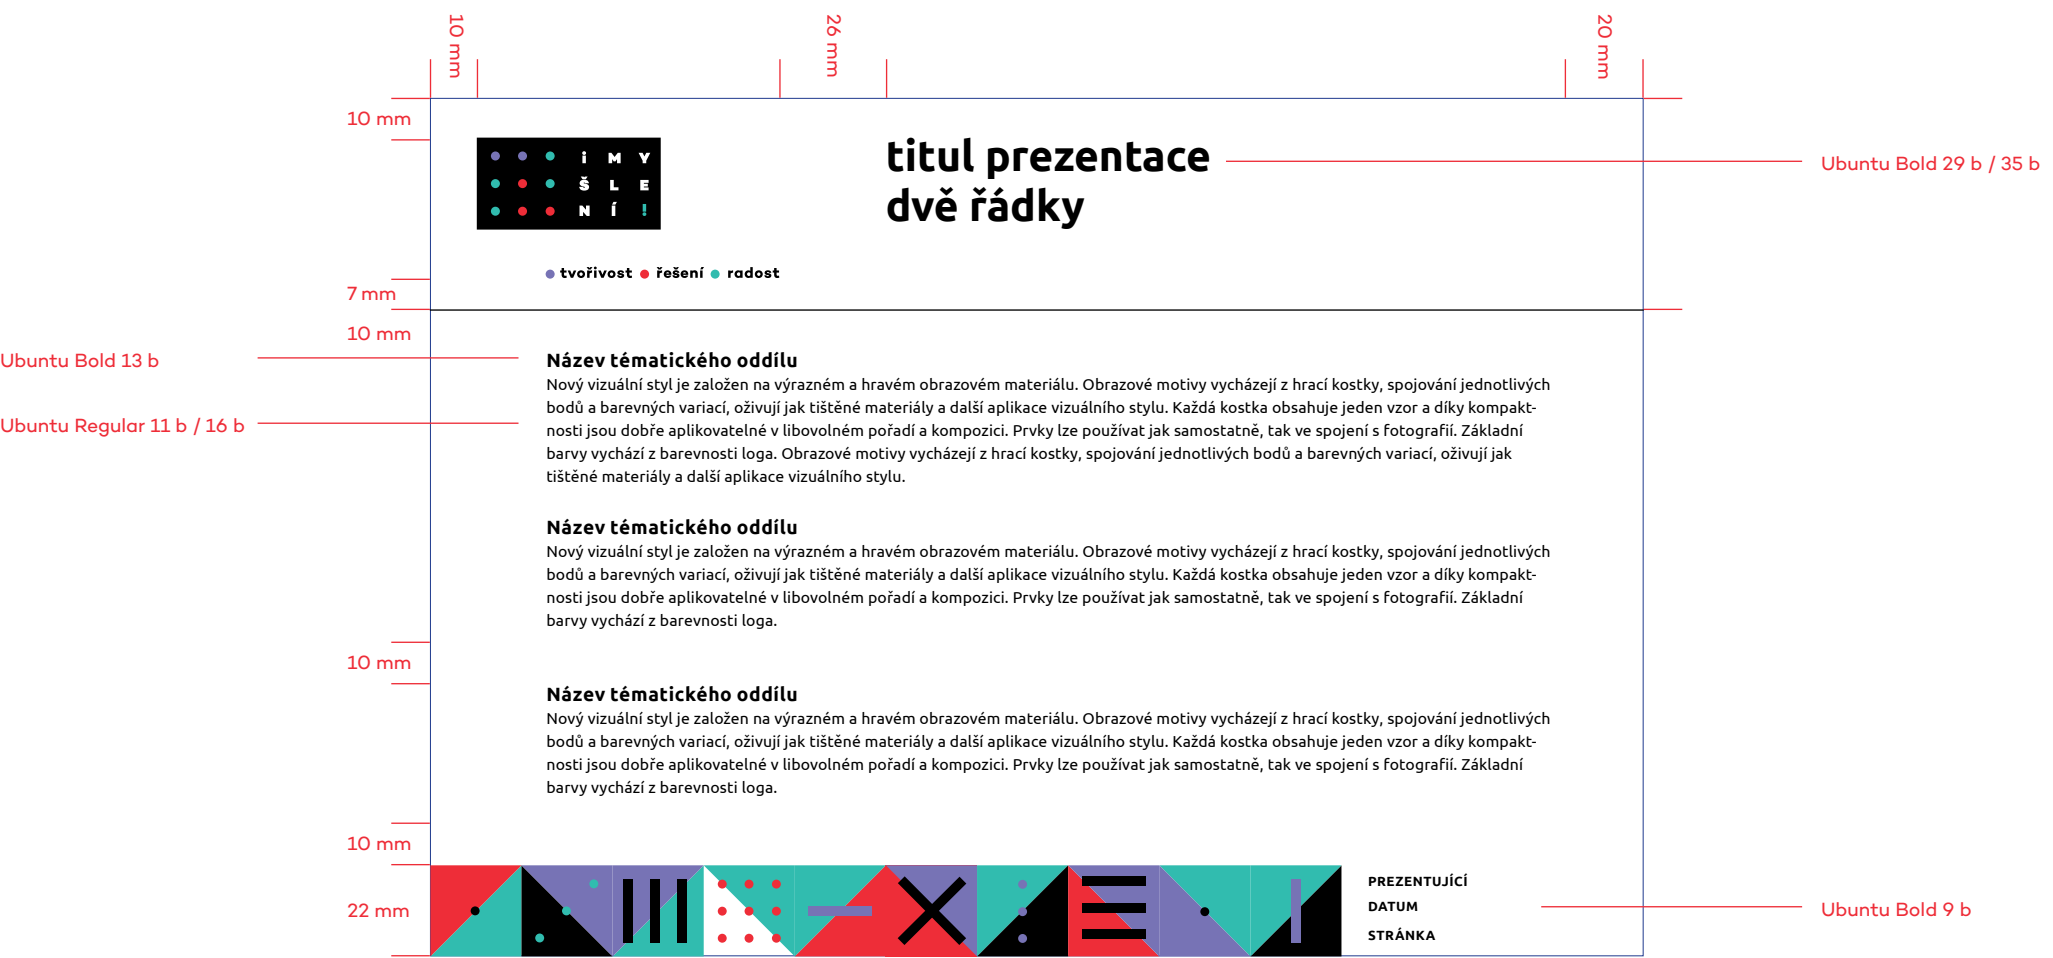 10 mm
26 mm
20 mm
10 mm
iMY
ŠLE
NÍ!
titul prezentace
dvě řádky
Ubuntu Bold 29 b / 35 b
tvořivost řešení radost
7 mm
10 mm
Ubuntu Bold 13 b
Název tématického oddílu
Nový vizuální styl je založen na výrazném a hravém obrazovém materiálu. Obrazové motivy vycházejí z hrací kostky, spojování jednotlivých
bodů a barevných variací, oživují jak tištěné materiály a další aplikace vizuálního stylu. Každá kostka obsahuje jeden vzor a díky kompakt-
Ubuntu Regular 11 b / 16 b
nosti jsou dobře aplikovatelné v libovolném pořadí a kompozici. Prvky lze používat jak samostatně, tak ve spojení s fotografií. Základní
barvy vychází z barevnosti loga. Obrazové motivy vycházejí z hrací kostky, spojování jednotlivých bodů a barevných variací, oživují jak
tištěné materiály a další aplikace vizuálního stylu.
Název tématického oddílu
Nový vizuální styl je založen na výrazném a hravém obrazovém materiálu. Obrazové motivy vycházejí z hrací kostky, spojování jednotlivých
bodů a barevných variací, oživují jak tištěné materiály a další aplikace vizuálního stylu. Každá kostka obsahuje jeden vzor a díky kompakt-
nosti jsou dobře aplikovatelné v libovolném pořadí a kompozici. Prvky lze používat jak samostatně, tak ve spojení s fotografií. Základní
barvy vychází z barevnosti loga.
10 mm
Název tématického oddílu
Nový vizuální styl je založen na výrazném a hravém obrazovém materiálu. Obrazové motivy vycházejí z hrací kostky, spojování jednotlivých
bodů a barevných variací, oživují jak tištěné materiály a další aplikace vizuálního stylu. Každá kostka obsahuje jeden vzor a díky kompakt-
nosti jsou dobře aplikovatelné v libovolném pořadí a kompozici. Prvky lze používat jak samostatně, tak ve spojení s fotografií. Základní
barvy vychází z barevnosti loga.
10 mm
22 mm
PREZENTUJÍCÍ
DATUM
STRÁNKA
Ubuntu Bold 9 b